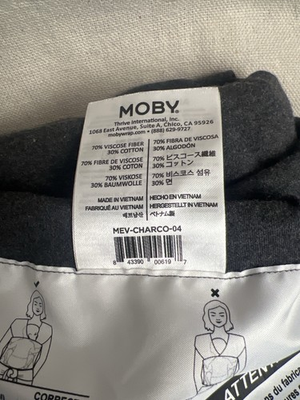 MOBY®
Thrive International, Inc.
1068 East Avenue, Suite A, Chico, CA 95926
mobywrap.com • (888) 629-9727
70% VISCOSE FIBER
30% COTTON
70% FIBRE DE VISCOSE
30% COTON
70% VISKOSE
30% BAUMWOLLE
70% FIBRA DE VISCOSA
30% ALGODÓN
70% ビスコース繊維
30% コットン
70% 비스코스 섬유
30% 면
MADE IN VIETNAM
HECHO EN VIETNAM
FABRIQUÉ AU VIETNAM
HERGESTELLT IN VIETNAM
베트남산
ベトナム製
MEV-CHARCO-04
8 43390 00619 7
ATTENT
ns du fabrica